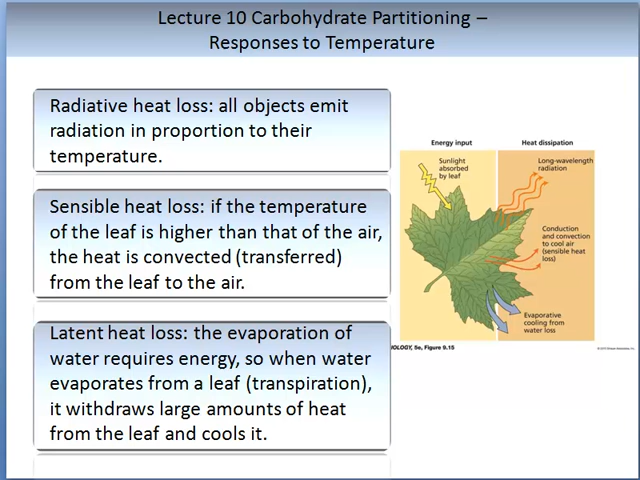 Lecture 10 Carbohydrate Partitioning –
Responses to Temperature
Radiative heat loss: all objects emit
radiation in proportion to their
temperature.
Sensible heat loss: if the temperature
of the leaf is higher than that of the air,
the heat is convected (transferred)
from the leaf to the air.
Latent heat loss: the evaporation of
water requires energy, so when water
evaporates from a leaf (transpiration),
it withdraws large amounts of heat
from the leaf and cools it.
Energy input
Heat dissipation
Sunlight
absorbed
by leaf
Long-wavelength
radiation
Conduction and
convection
to cool air
(sensible heat
loss)
Evaporative
cooling from
water loss
BIOLOGY, 5e, Figure 9.15